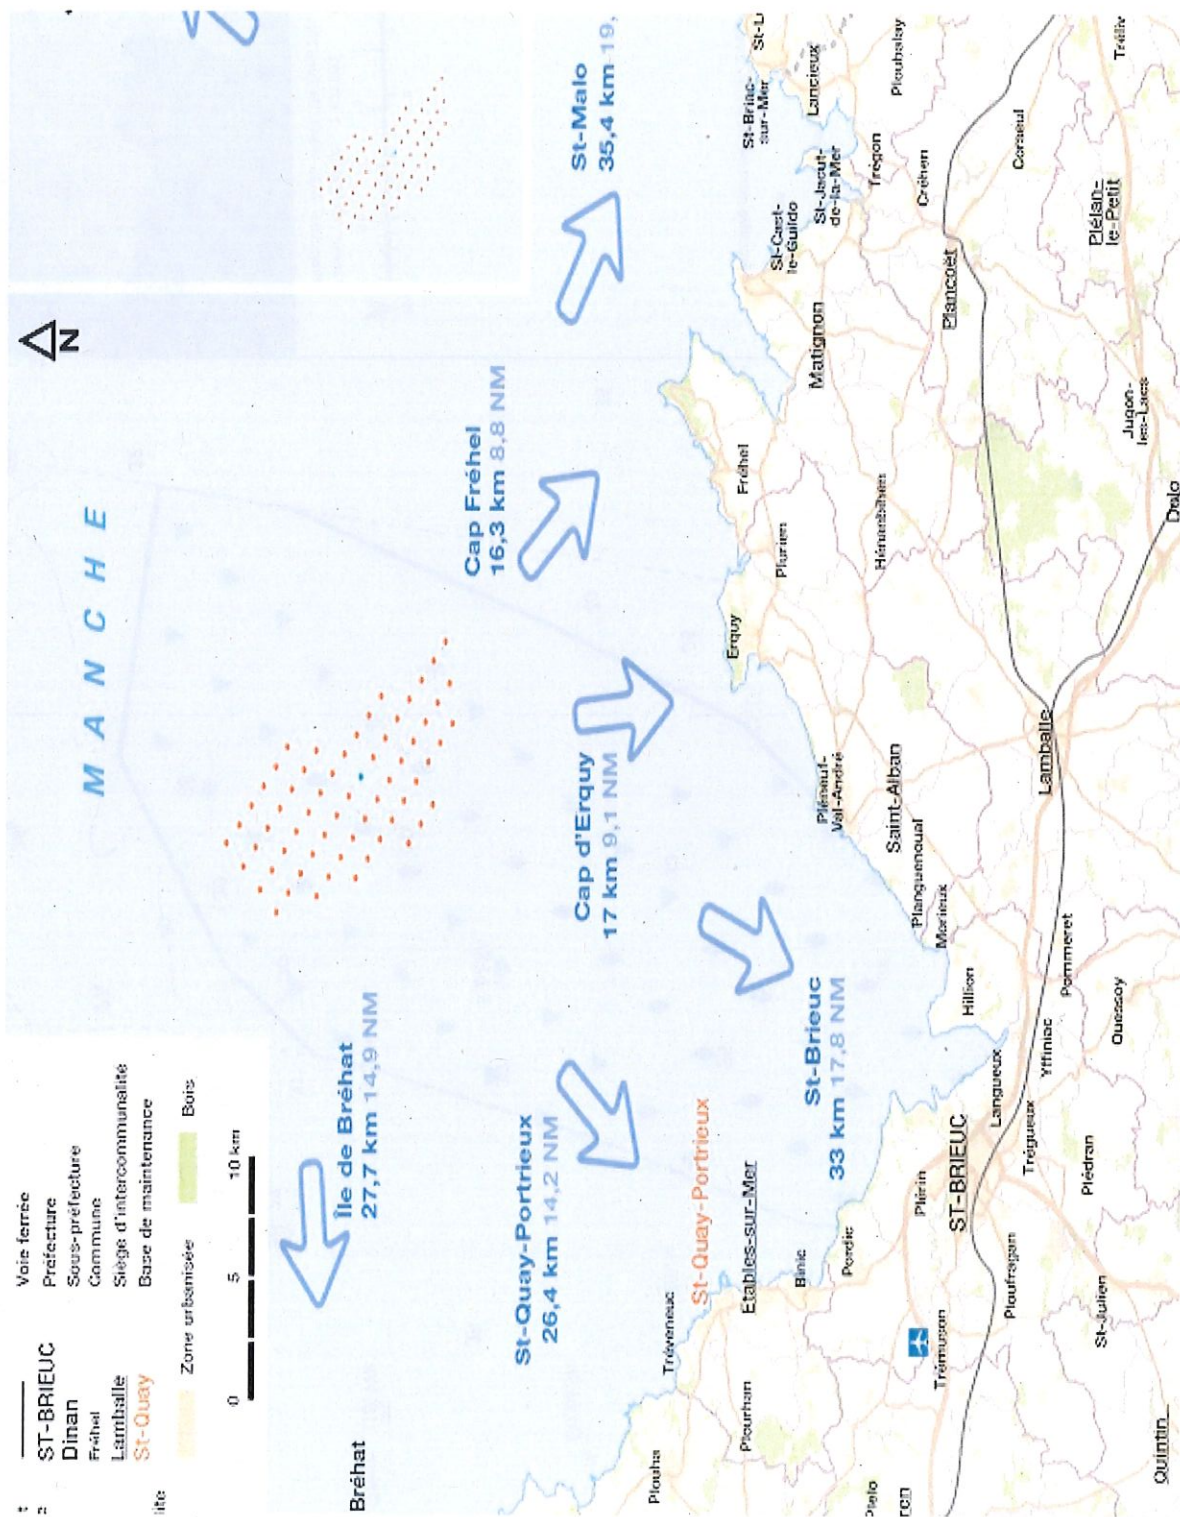 Voie ferrée
ST-BRIEUC Préfecture
Dinan Sous-préfecture
Fréhel Commune
Lamballe Siège d'intercommunalité
St-Quay Base de maintenance
Zone urbanisée
Bois
0 5 10 km
N
MANCHE
Île de Bréhat
27,7 km 14,9 NM
Bréhat
Cap Fréhel
16,3 km 8,8 NM
St-Malo
35,4 km 19,
St-Quay-Portrieux
26,4 km 14,2 NM
Cap d'Erquy
17 km 9,1 NM
St-Quay-Portrieux
St-Brieuc
33 km 17,8 NM
Plouha
Tréveneuc
Plourhan
Etables-sur-Mer
Binic
Pordic
Plérin
ST-BRIEUC
Langueux
Trégueux
Yffiniac
Hillion
Morieux
Planguenoual
Saint-Alban
Pléneuf-
Val-André
Erquy
Plurien
Fréhel
Matignon
Hénanbihen
St-Cast-
le-Guildo
St-Jacut-
de-la-Mer
St-Briac-
sur-Mer
Lancieux
Ploubalay
Trégon
Créhen
Plancoët
Corseul
Plélan-
le-Petit
Jugon-
les-Lacs
Lamballe
Pommeret
Quessoy
Plédran
Ploufragan
Trémuson
St-Julien
Quintin